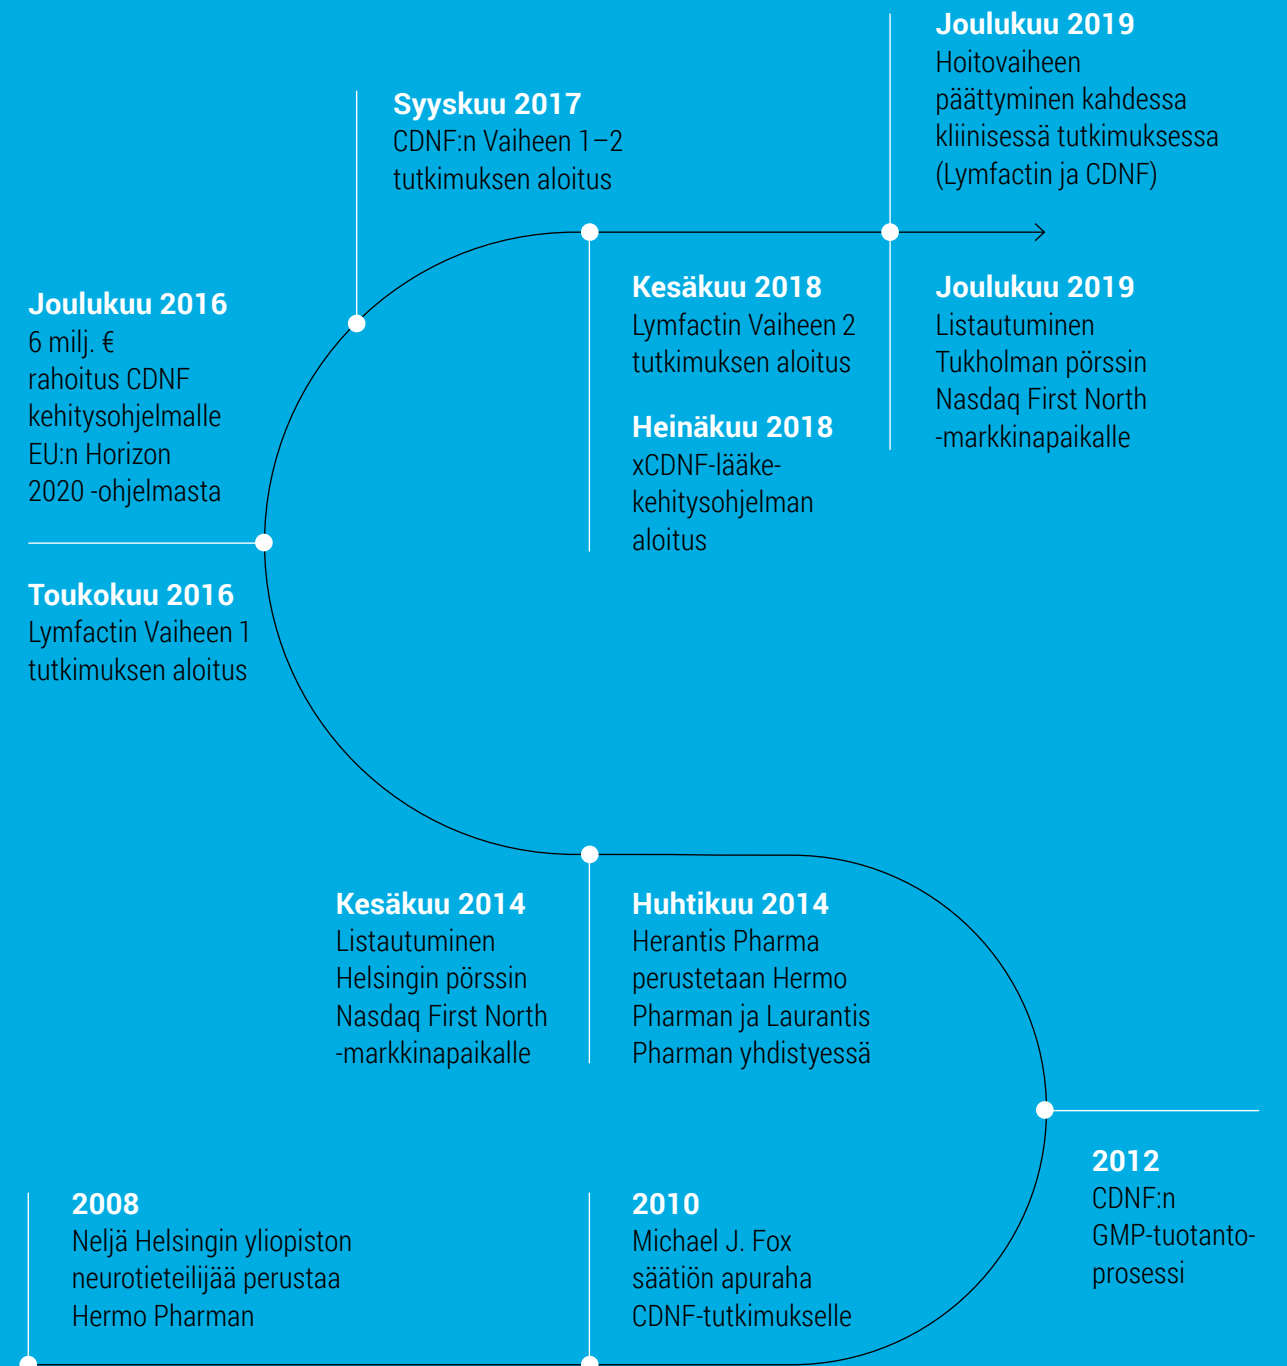 Joulukuu 2019
Hoitovaiheen
päättyminen kahdessa
kliinisessä tutkimuksessa
(Lymfactin ja CDNF)
Syyskuu 2017
CDNF:n Vaiheen 1–2
tutkimuksen aloitus
Joulukuu 2016
6 milj. €
rahoitus CDNF
kehitysohjelmalle
EU:n Horizon
2020 -ohjelmasta
Kesäkuu 2018
Lymfactin Vaiheen 2
tutkimuksen aloitus
Heinäkuu 2018
xCDNF-lääke-
kehitysohjelman
aloitus
Joulukuu 2019
Listautuminen
Tukholman pörssin
Nasdaq First North
-markkinapaikalle
Toukokuu 2016
Lymfactin Vaiheen 1
tutkimuksen aloitus
Kesäkuu 2014
Listautuminen
Helsingin pörssin
Nasdaq First North
-markkinapaikalle
Huhtikuu 2014
Herantis Pharma
perustetaan Hermo
Pharman ja Laurantis
Pharman yhdistyessä
2012
CDNF:n
GMP-tuotanto-
prosessi
2008
Neljä Helsingin yliopiston
neurotieteilijää perustaa
Hermo Pharman
2010
Michael J. Fox
säätiön apuraha
CDNF-tutkimukselle